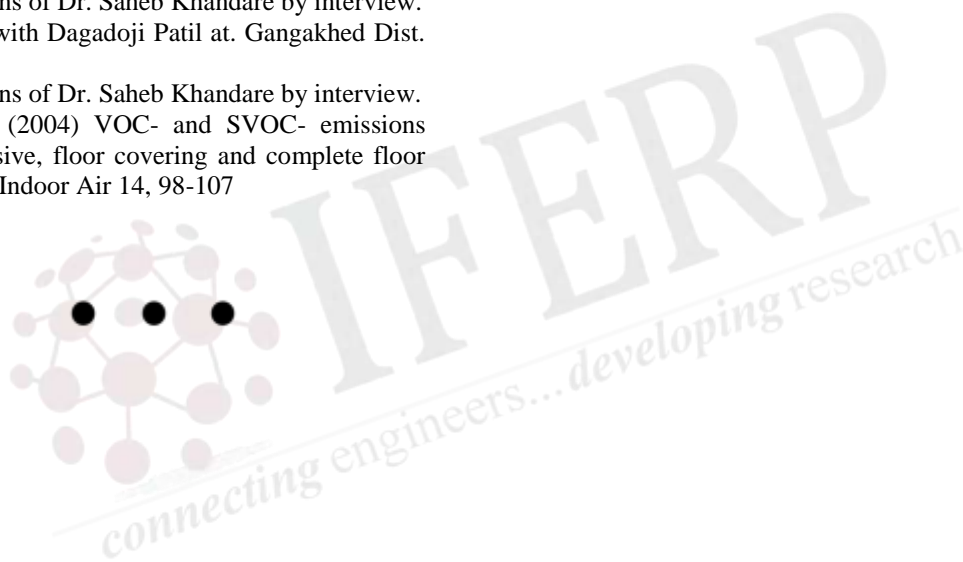 ns of Dr. Saheb Khandare by interview.
with Dagadoji Patil at. Gangakhed Dist.
ns of Dr. Saheb Khandare by interview.
(2004) VOC- and SVOC- emissions
sive, floor covering and complete floor
Indoor Air 14, 98-107
IFERP
connecting engineers...developing research